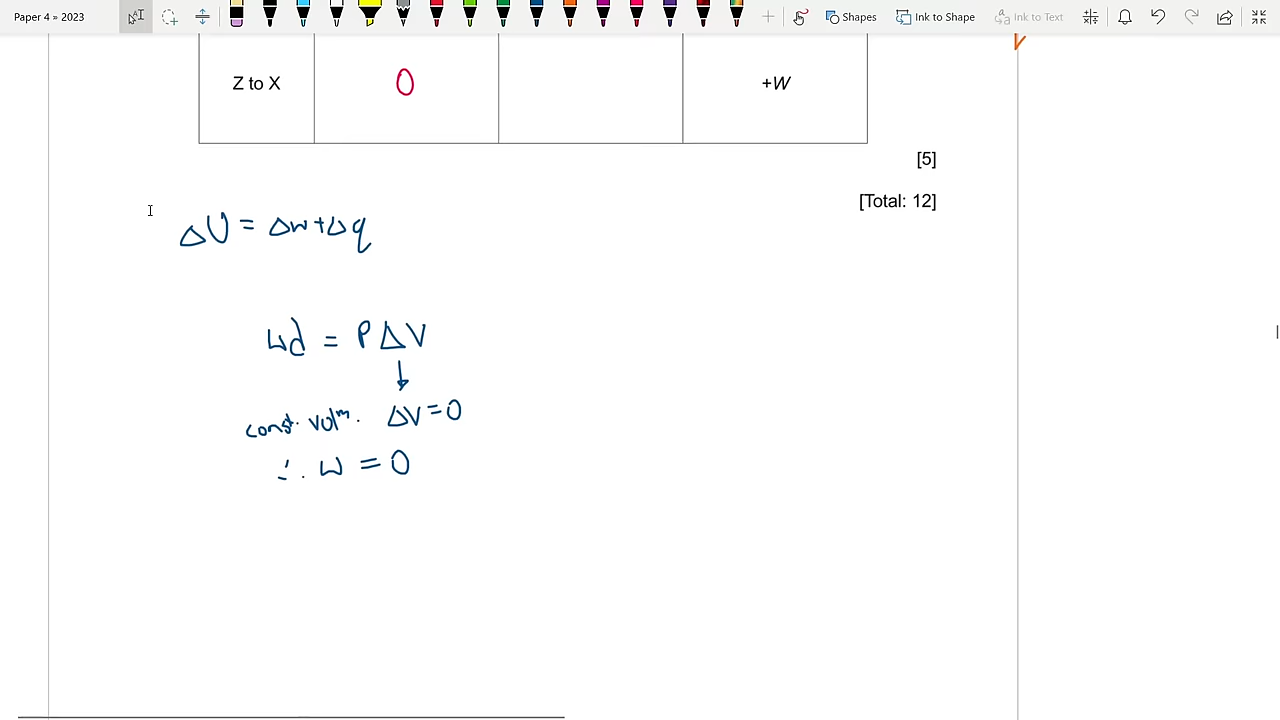 Paper 4 » 2023
Shapes
Ink to Shape
Ink to Text
Z to X
0
+W
[5]
[Total: 12]
ΔU = Δw + Δq
wd = PΔV
const. volm. ΔV = 0
∴ w = 0